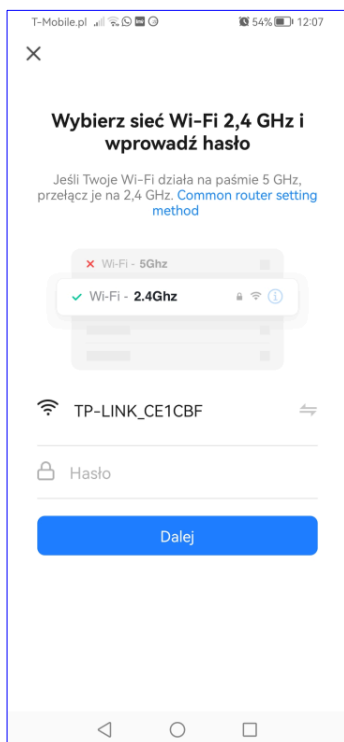 T-Mobile.pl 54% 12:07
Wybierz sieć Wi-Fi 2,4 GHz i
wprowadź hasło
Jeśli Twoje Wi-Fi działa na paśmie 5 GHz,
przełącz je na 2,4 GHz. Common router setting
method
Wi-Fi - 5Ghz
Wi-Fi - 2.4Ghz
TP-LINK_CE1CBF
Hasło
Dalej